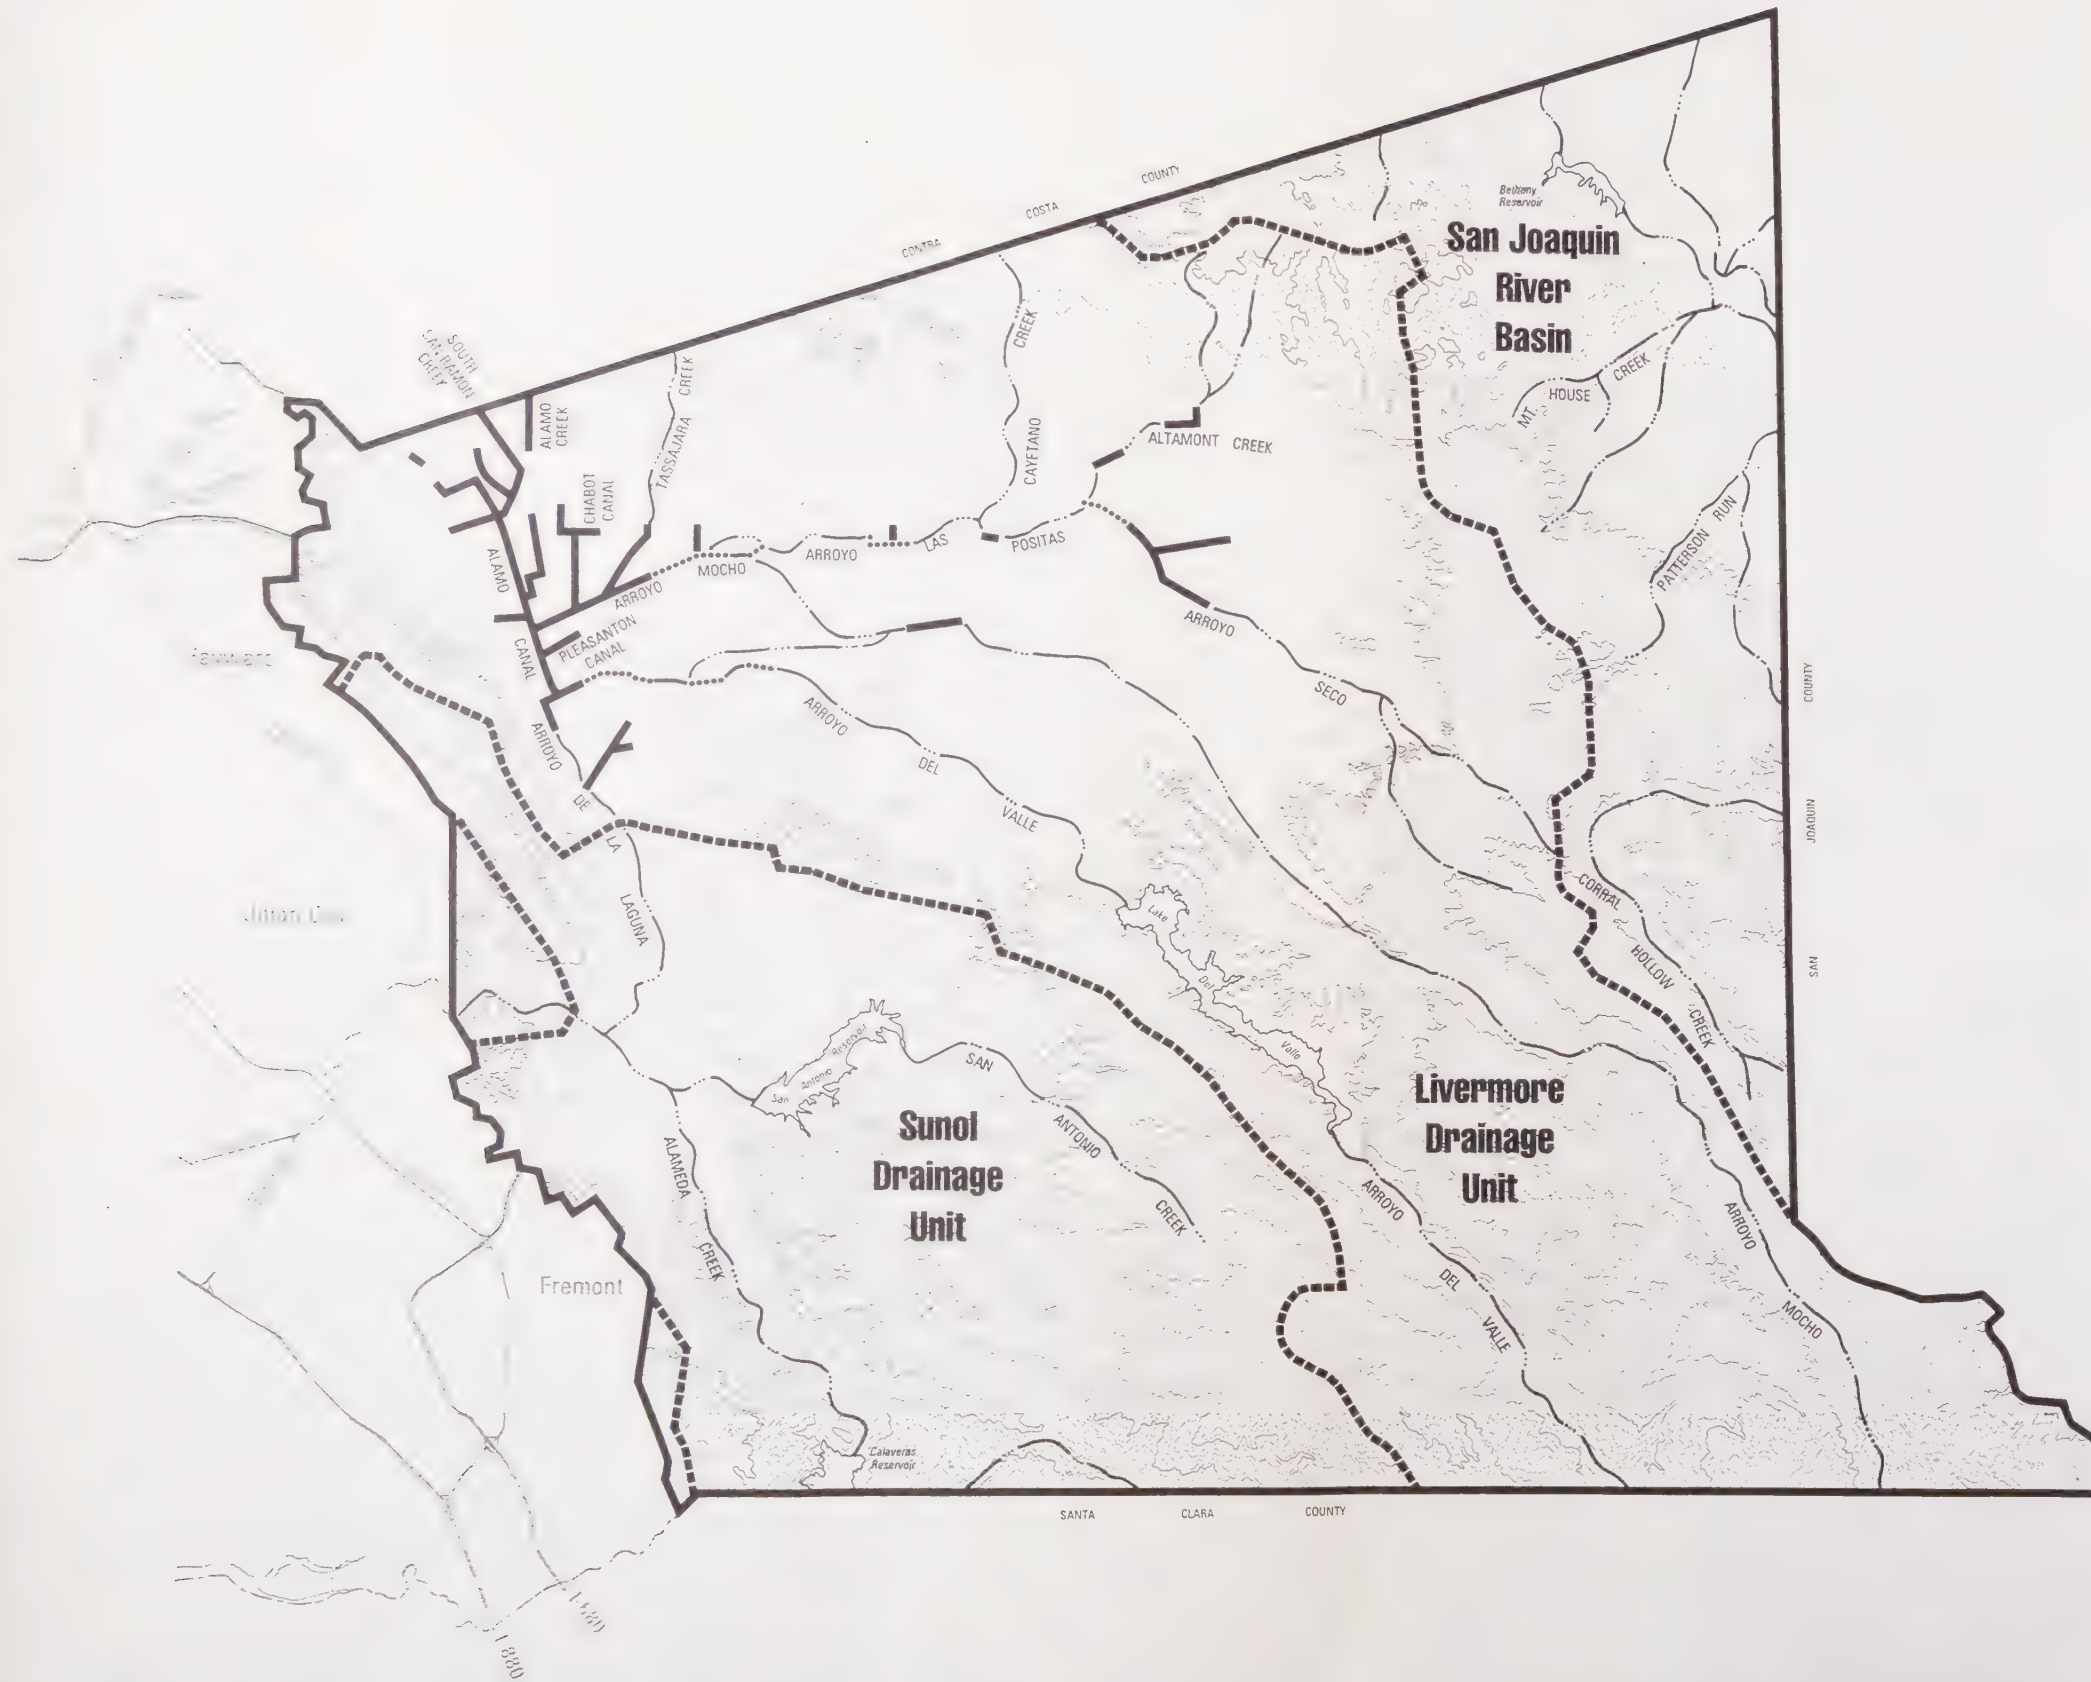 CONTRA COSTA COUNTY
Bethany
Reservoir
San Joaquin
River
Basin
SOUTH
SAN RAMON
CREEK
ALAMO
CREEK
CHABOT
CANAL
TASSAJARA CREEK
CAYETANO CREEK
ALTAMONT CREEK
MT. HOUSE CREEK
PATTERSON RUN
ALAMO CANAL
ARROYO MOCHO
ARROYO LAS POSITAS
PLEASANTON
CANAL
ARROYO SECO
ARROYO DEL VALLE
ARROYO DE LA LAGUNA
SAN JOAQUIN COUNTY
CORRAL HOLLOW CREEK
Lake Del Valle
San Antonio Reservoir
SAN ANTONIO CREEK
Sunol
Drainage
Unit
Livermore
Drainage
Unit
ALAMEDA CREEK
ARROYO DEL VALLE
ARROYO MOCHO
Fremont
Calaveras
Reservoir
SANTA CLARA COUNTY
I-680
I-880